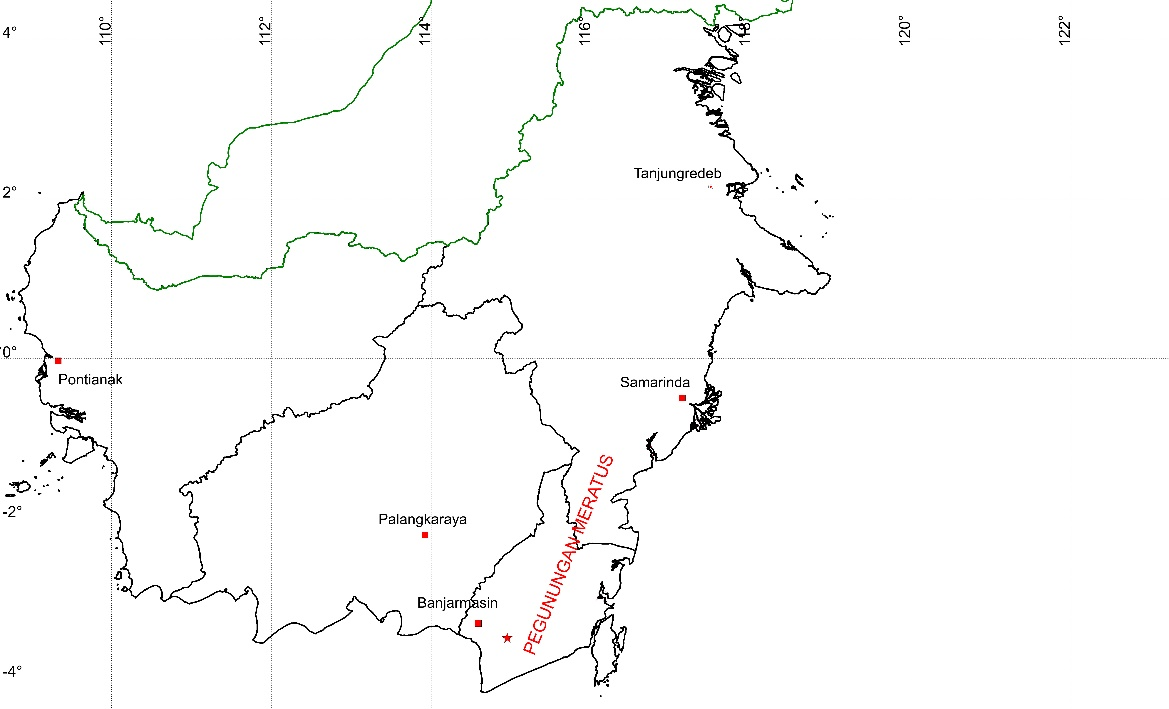 110°
112°
114°
116°
118°
120°
122°
4°
2°
0°
-2°
-4°
Tanjungredeb
Pontianak
Samarinda
PEGUNUNGAN MERATUS
Palangkaraya
Banjarmasin